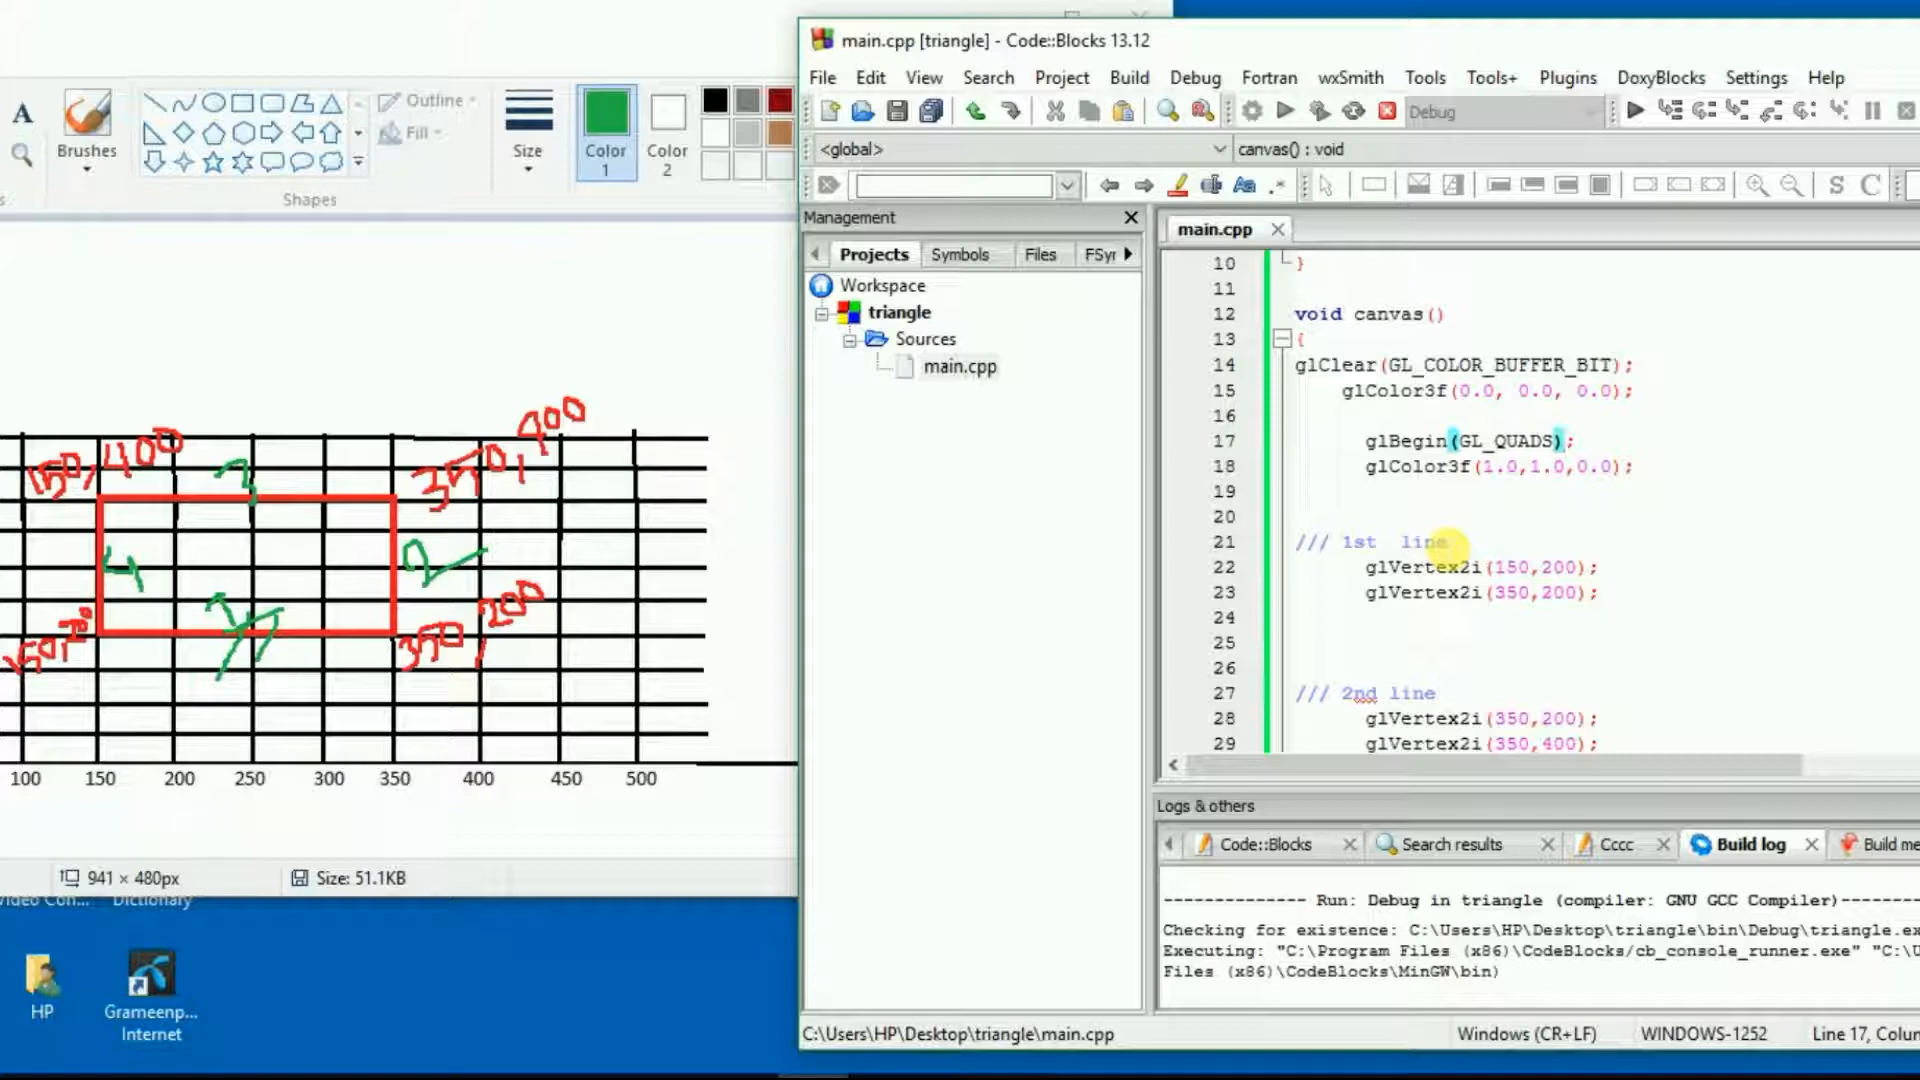 main.cpp [triangle] - Code::Blocks 13.12
File Edit View Search Project Build Debug Fortran wxSmith Tools Tools+ Plugins DoxyBlocks Settings Help
A
Brushes
Outline
Fill
Size
Color
1
Color
2
Shapes
Debug
<global>
canvas() : void
S C
Management
Projects Symbols Files
Workspace
triangle
Sources
main.cpp
main.cpp
10 }
11
12 void canvas()
13 {
14 glClear(GL_COLOR_BUFFER_BIT);
15 glColor3f(0.0, 0.0, 0.0);
16
17 glBegin(GL_QUADS);
18 glColor3f(1.0,1.0,0.0);
19
20
21 /// 1st line
22 glVertex2i(150,200);
23 glVertex2i(350,200);
24
25
26
27 /// 2nd line
28 glVertex2i(350,200);
29 glVertex2i(350,400);
150,400
3
350,400
4
2
350,200
100 150 200 250 300 350 400 450 500
941 × 480px
Size: 51.1KB
Dictionary
HP
Grameenp...
Internet
Logs & others
Code::Blocks Search results Cccc Build log Build me
-------------- Run: Debug in triangle (compiler: GNU GCC Compiler)-------
Checking for existence: C:\Users\HP\Desktop\triangle\bin\Debug\triangle.ex
Executing: "C:\Program Files (x86)\CodeBlocks/cb_console_runner.exe" "C:\U
Files (x86)\CodeBlocks\MinGW\bin)
C:\Users\HP\Desktop\triangle\main.cpp
Windows (CR+LF) WINDOWS-1252 Line 17, Colu